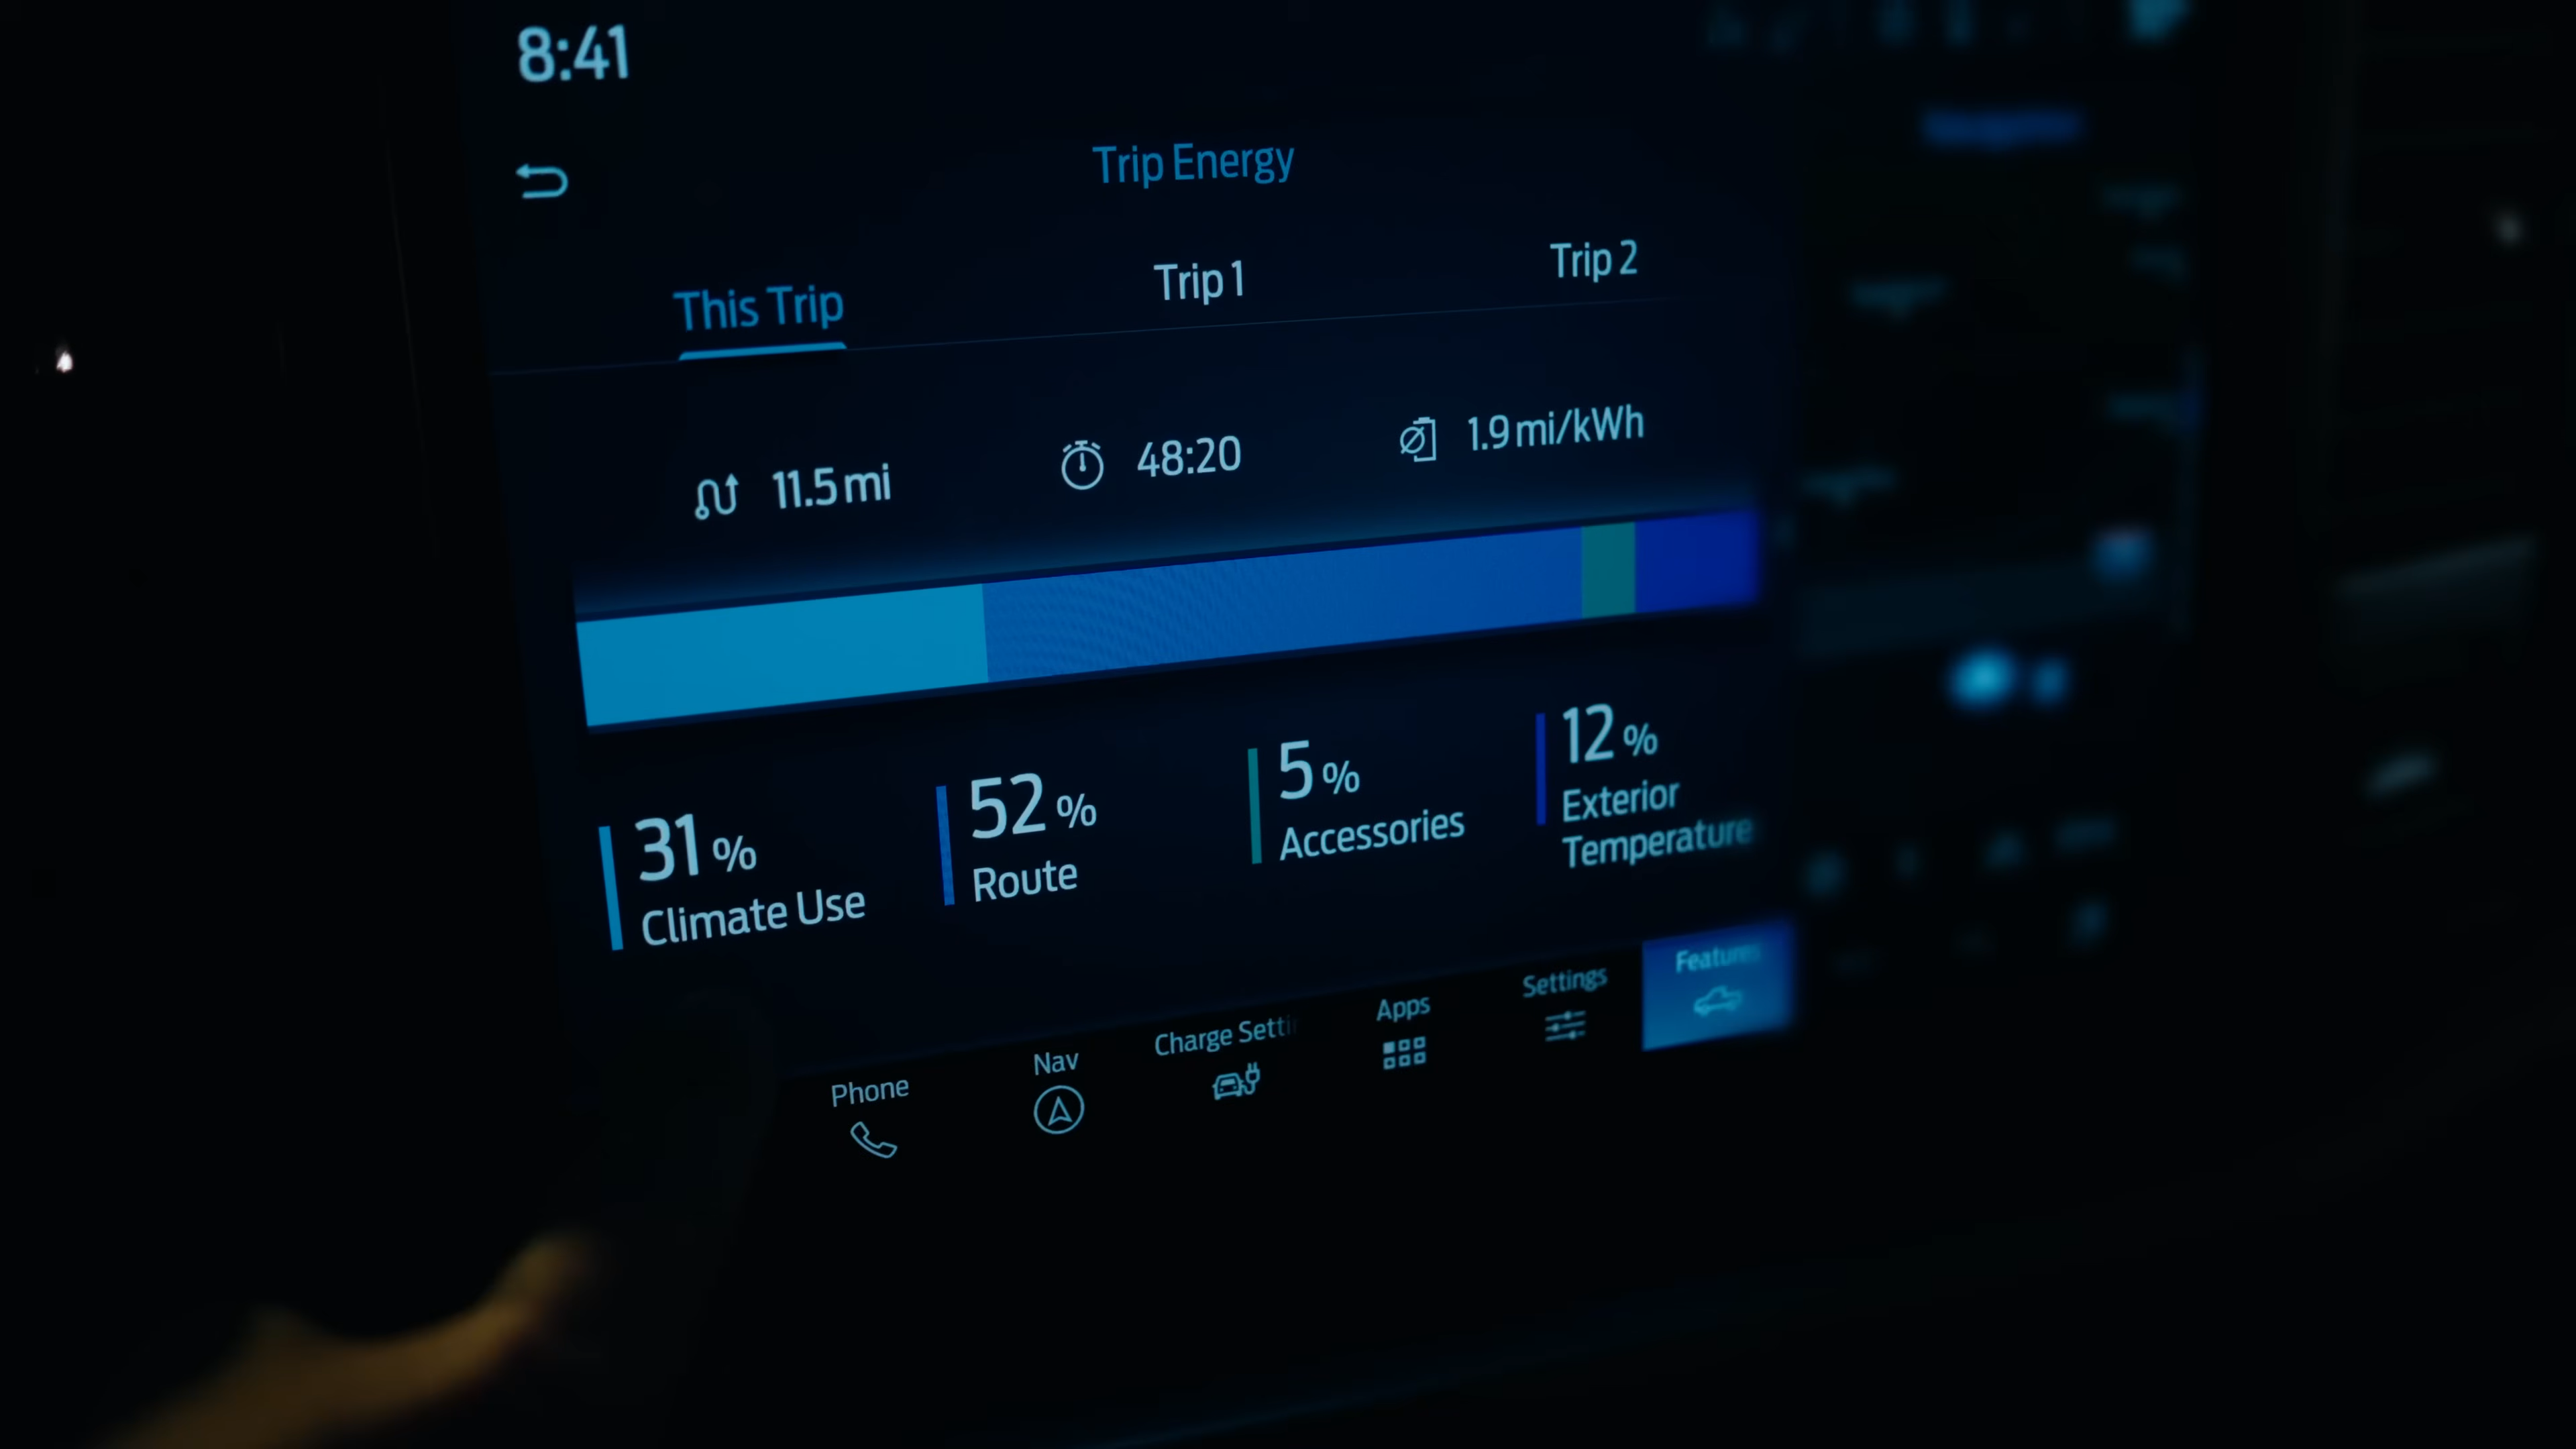 8:41
Trip Energy
This Trip
Trip 1
Trip 2
11.5 mi
48:20
1.9 mi/kWh
31 %
Climate Use
52 %
Route
5 %
Accessories
12 %
Exterior
Temperature
Phone
Nav
Charge Setti
Apps
Settings
Features